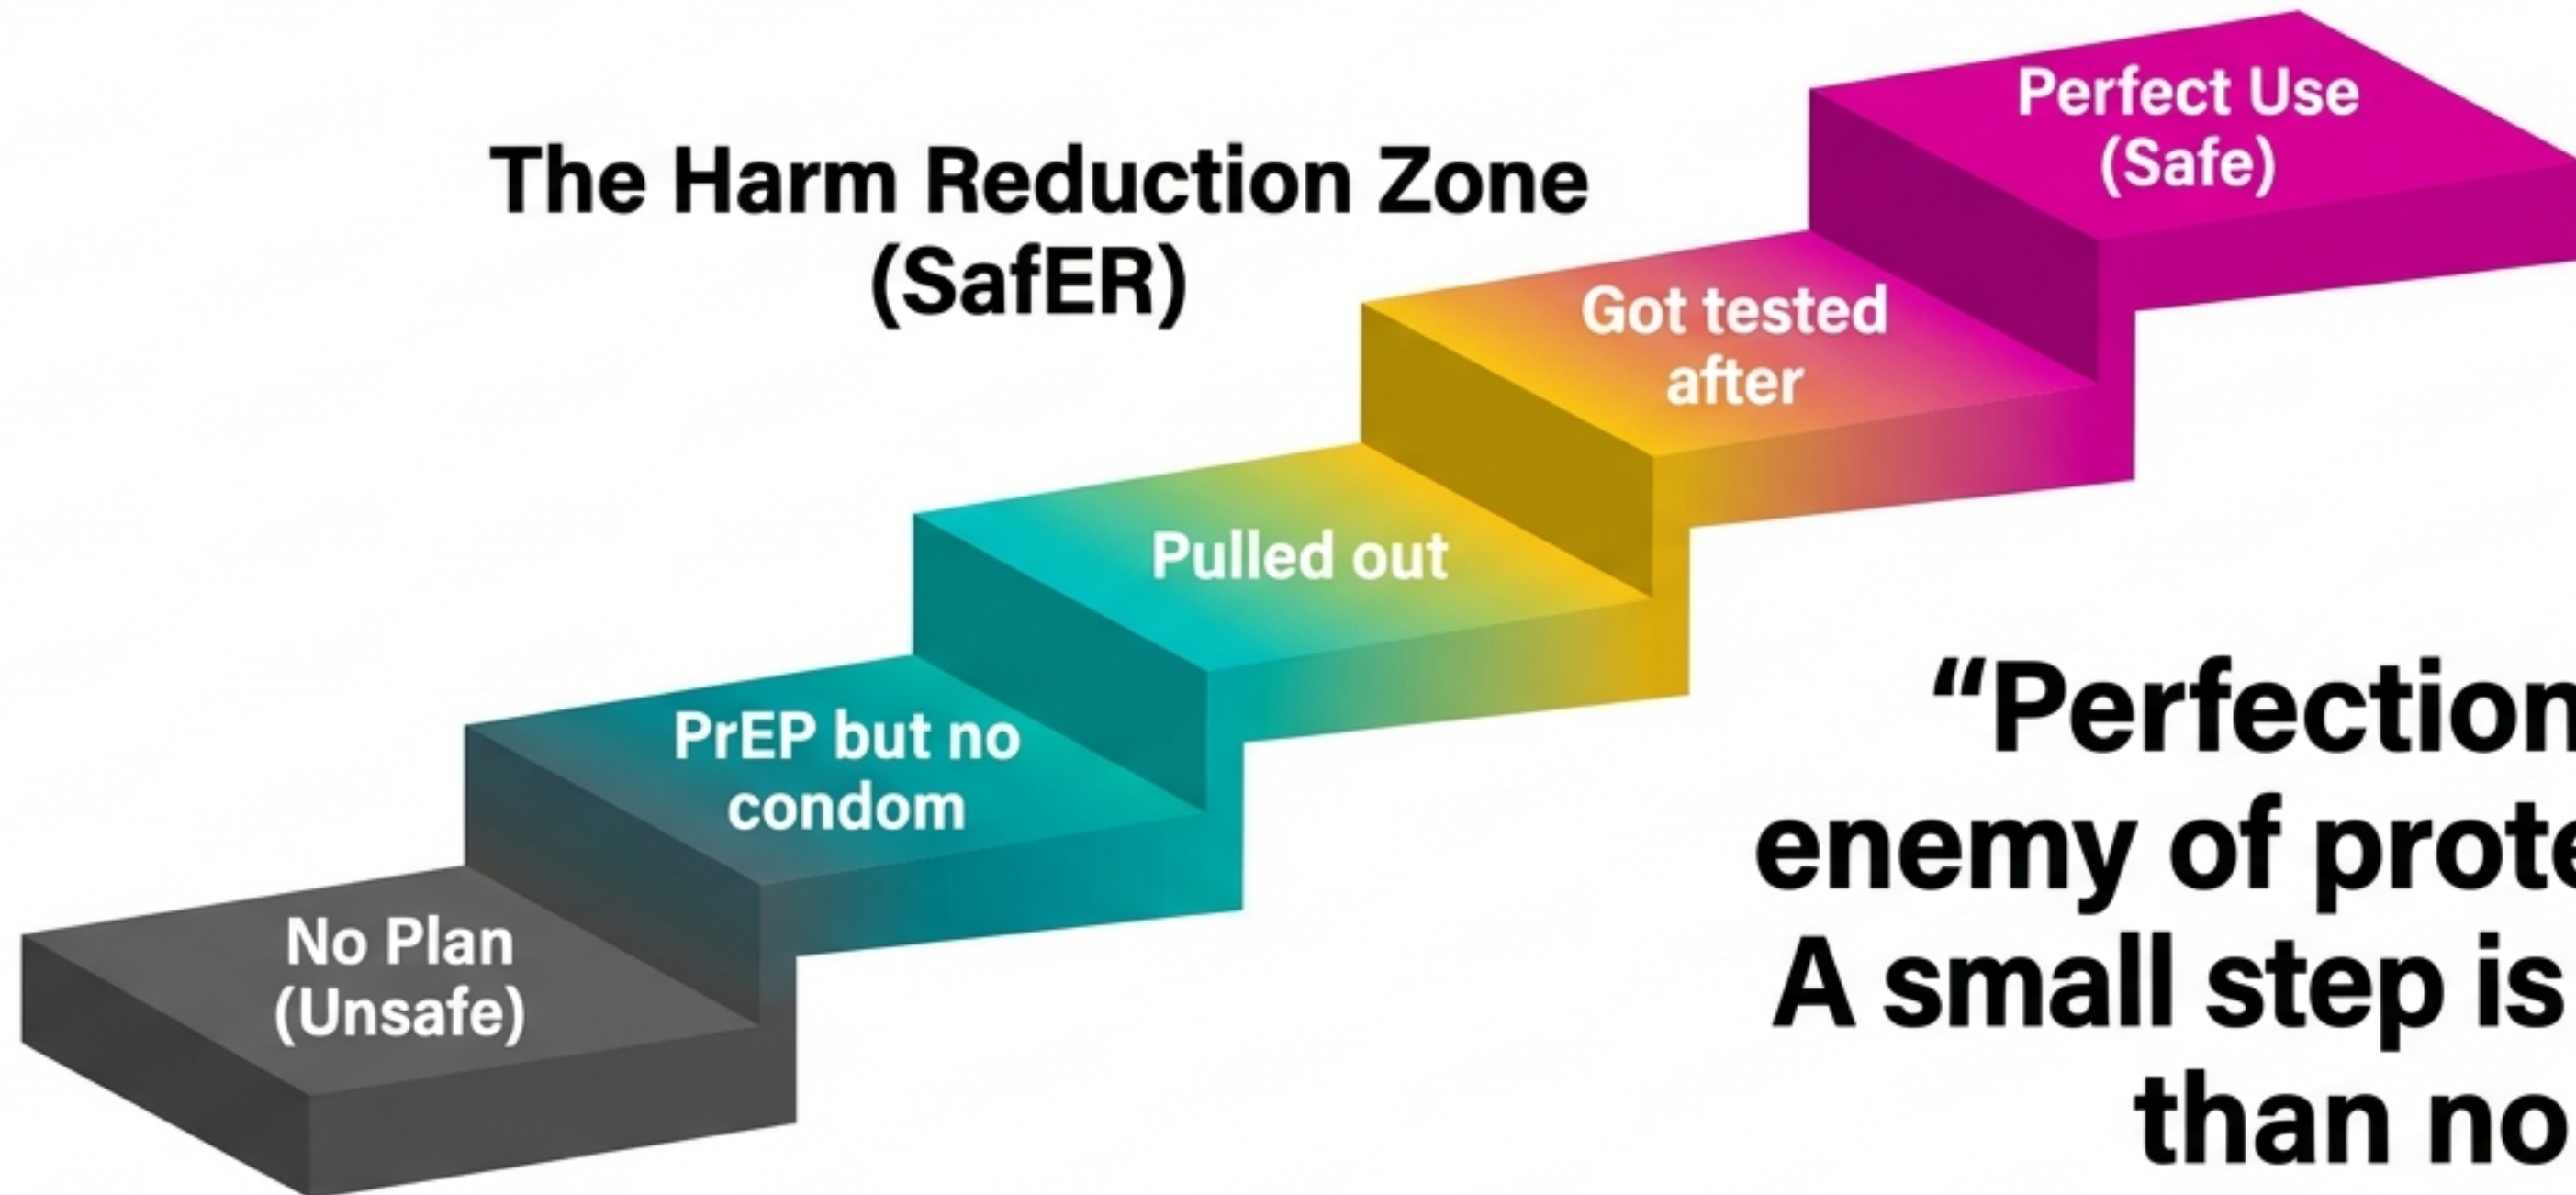 The Harm Reduction Zone
(SafER)
Perfect Use
(Safe)
Got tested
after
Pulled out
PrEP but no
condom
No Plan
(Unsafe)
“Perfection
enemy of prote
A small step is
than no